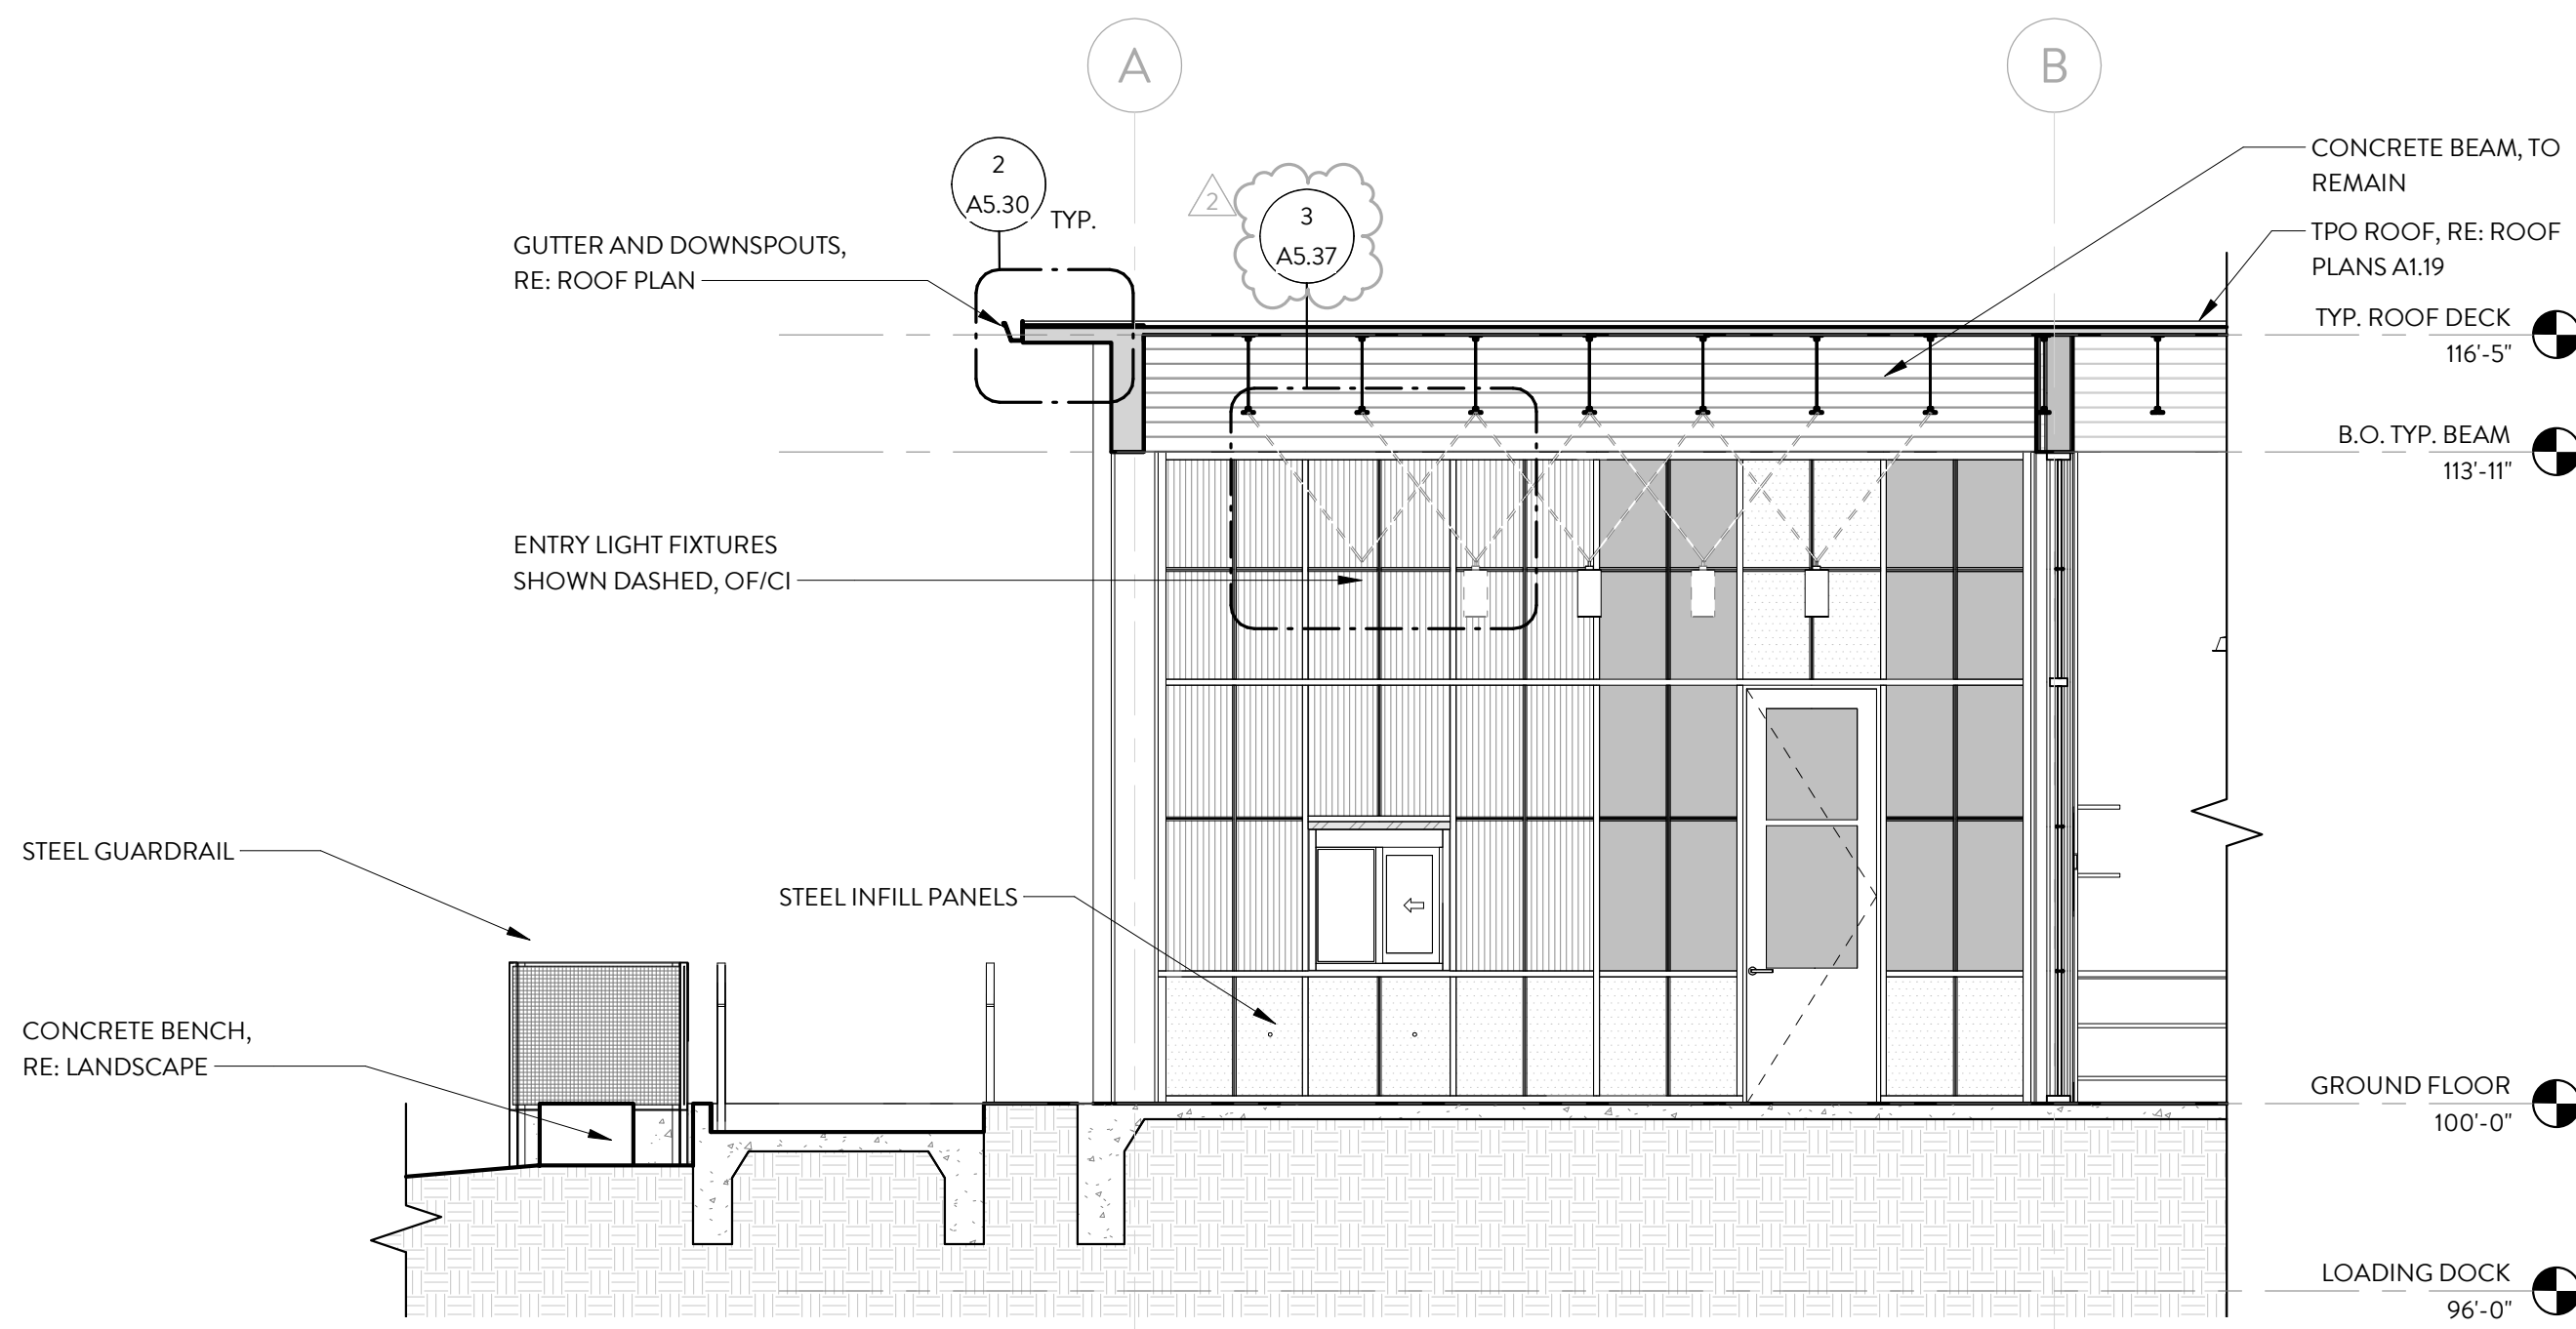 A
B
2
A5.30
TYP.
2
3
A5.37
CONCRETE BEAM, TO
REMAIN
TPO ROOF, RE: ROOF
PLANS A1.19
GUTTER AND DOWNSPOUTS,
RE: ROOF PLAN
TYP. ROOF DECK
116'-5"
B.O. TYP. BEAM
113'-11"
ENTRY LIGHT FIXTURES
SHOWN DASHED, OF/CI
STEEL GUARDRAIL
STEEL INFILL PANELS
CONCRETE BENCH,
RE: LANDSCAPE
GROUND FLOOR
100'-0"
LOADING DOCK
96'-0"